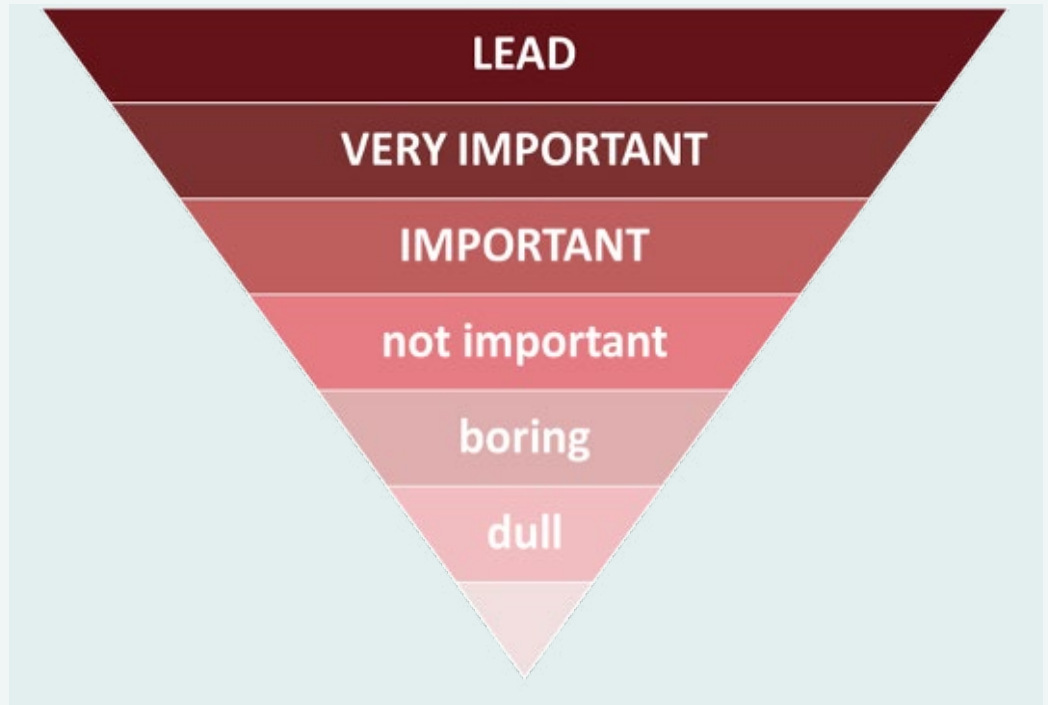 LEAD
VERY IMPORTANT
IMPORTANT
not important
boring
dull